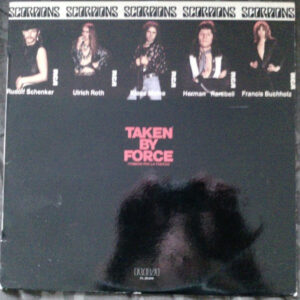 SCORPIONS SCORPIONS SCORPIONS SCORPIONS SCORPIONS
Rudolf Schenker Ulrich Roth Klaus Meine Herman Rarebell Francis Buchholz
TAKEN
BY
FORCE
RCA